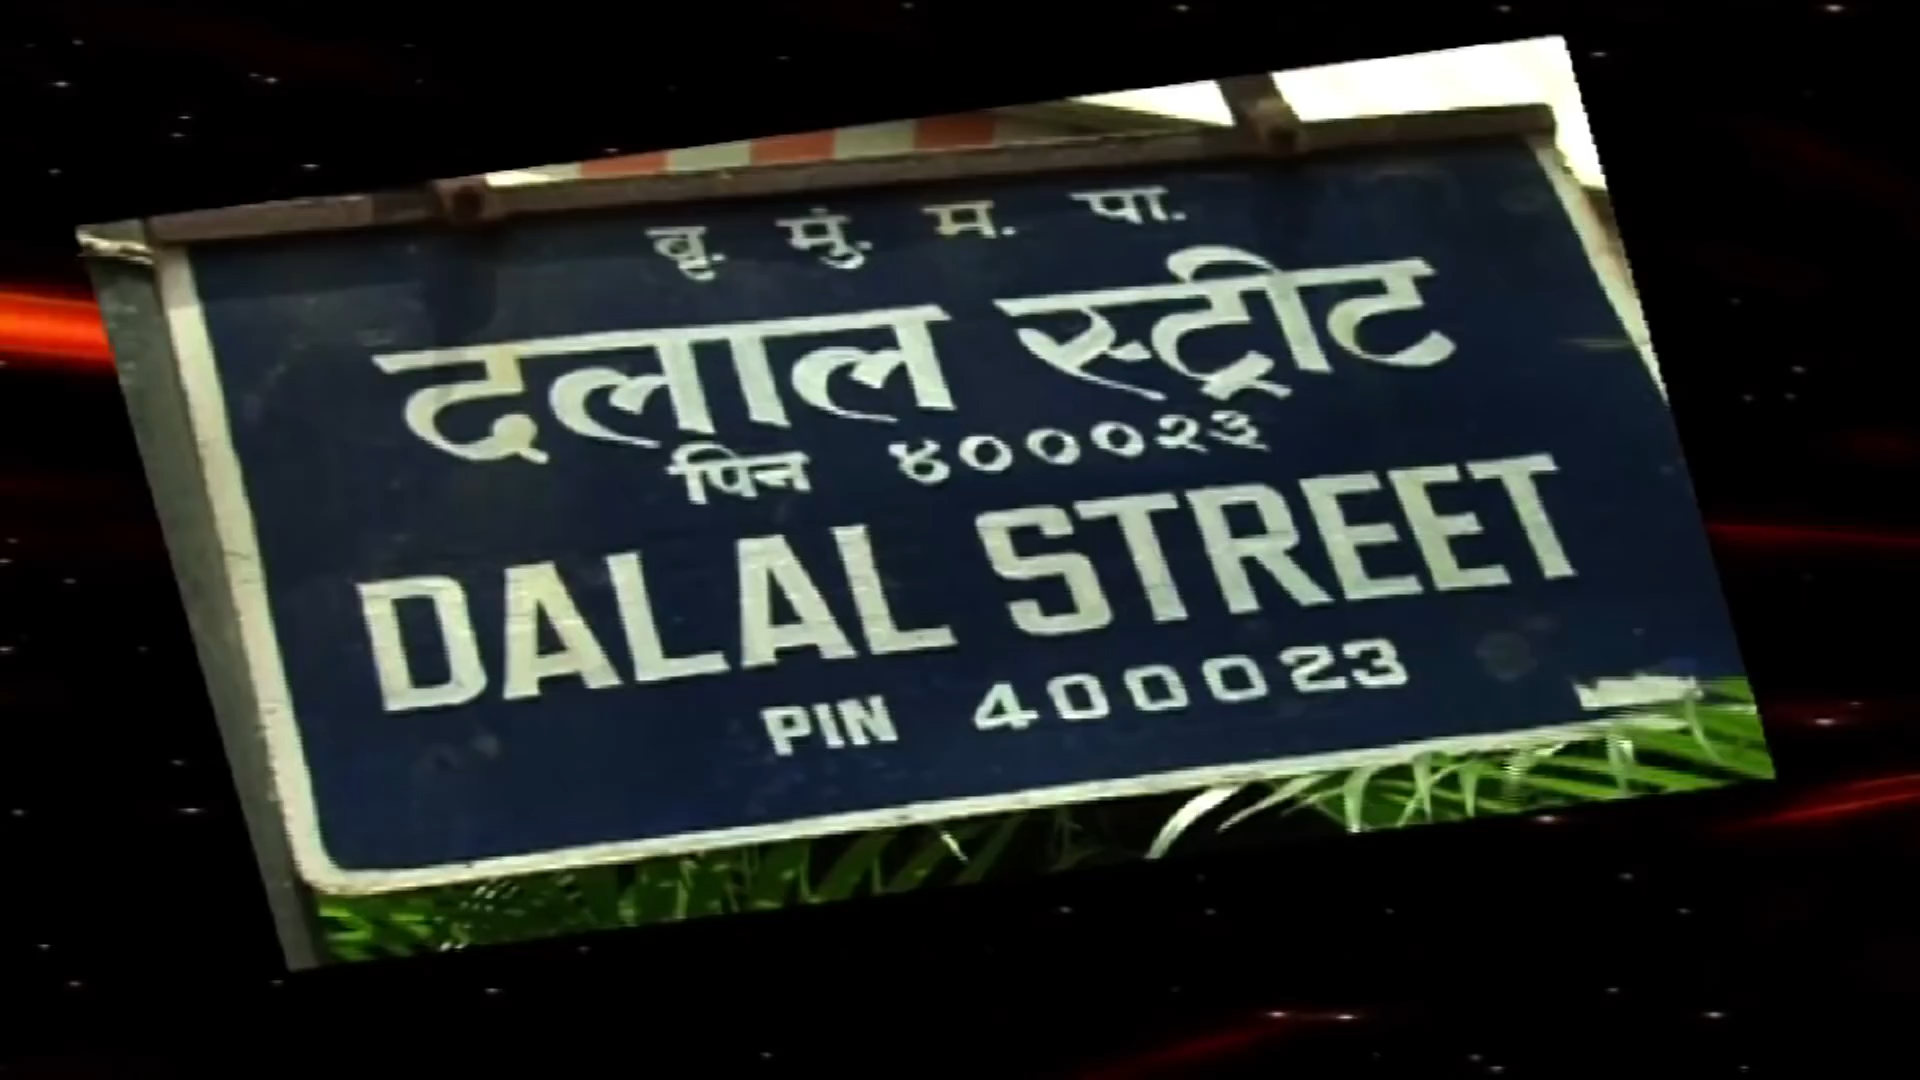 बृ. मुं. म. पा.
दलाल स्ट्रीट
पिन ४०००२३
DALAL STREET
PIN 400023